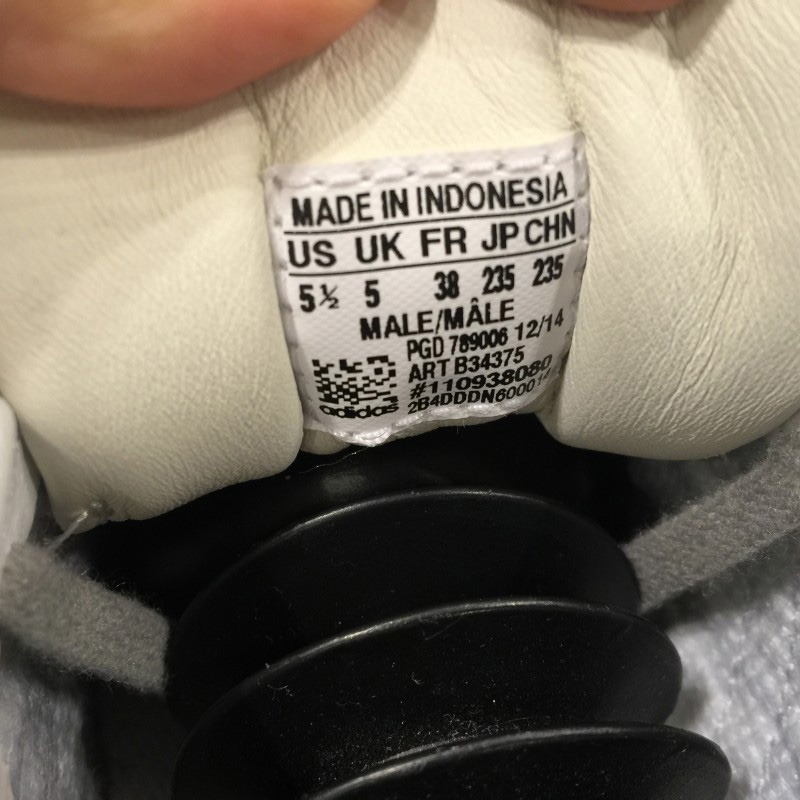 MADE IN INDONESIA
US UK FR JP CHN
5½ 5 38 235 235
MALE/MÂLE
PGD 789006 12/14
ART B34375
#110938080
adidas